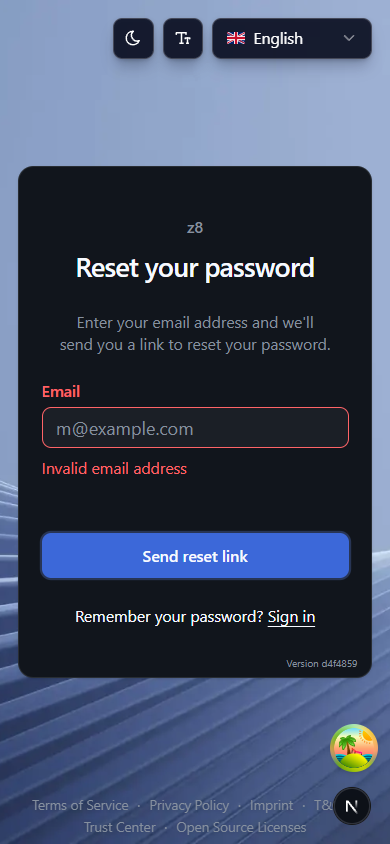 English
z8
Reset your password
Enter your email address and we'll
send you a link to reset your password.
Email
m@example.com
Invalid email address
Send reset link
Remember your password? Sign in
Version d4f4859
Terms of Service · Privacy Policy · Imprint ·
Trust Center · Open Source Licenses